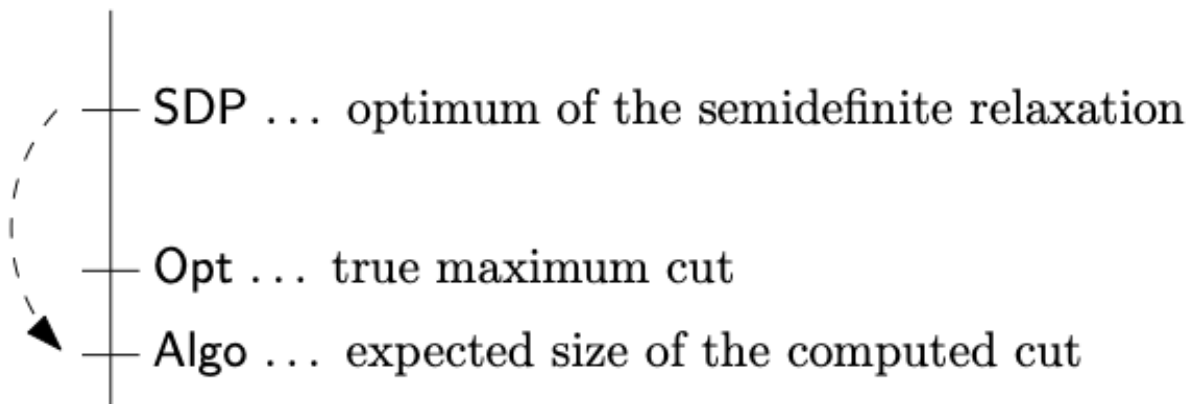 SDP ... optimum of the semidefinite relaxation
Opt ... true maximum cut
Algo ... expected size of the computed cut